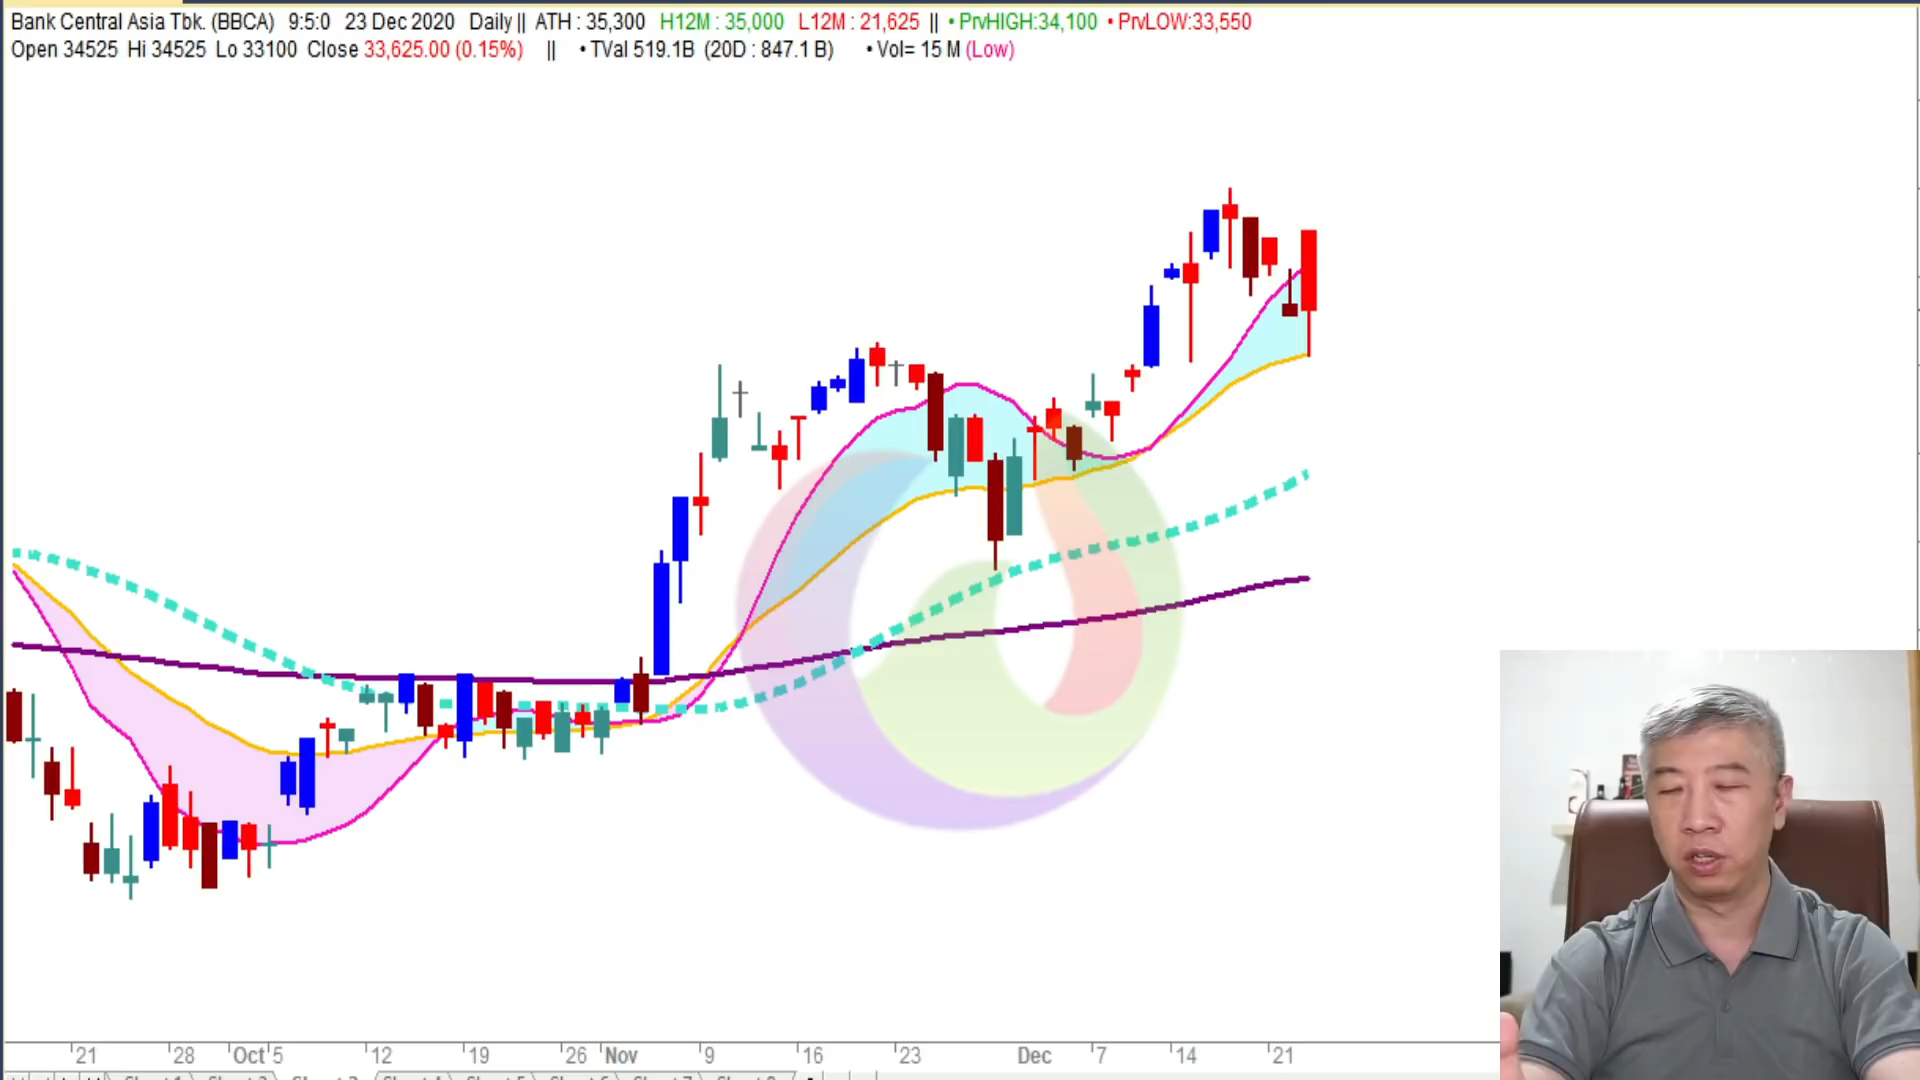 Bank Central Asia Tbk. (BBCA) 9:5:0 23 Dec 2020 Daily || ATH : 35,300 H12M : 35,000 L12M : 21,625 || • PrvHIGH:34,100 • PrvLOW:33,550
Open 34525 Hi 34525 Lo 33100 Close 33,625.00 (0.15%) || • TVal 519.1B (20D : 847.1 B) • Vol= 15 M (Low)
21 28 Oct 5 12 19 26 Nov 9 16 23 Dec 7 14 21